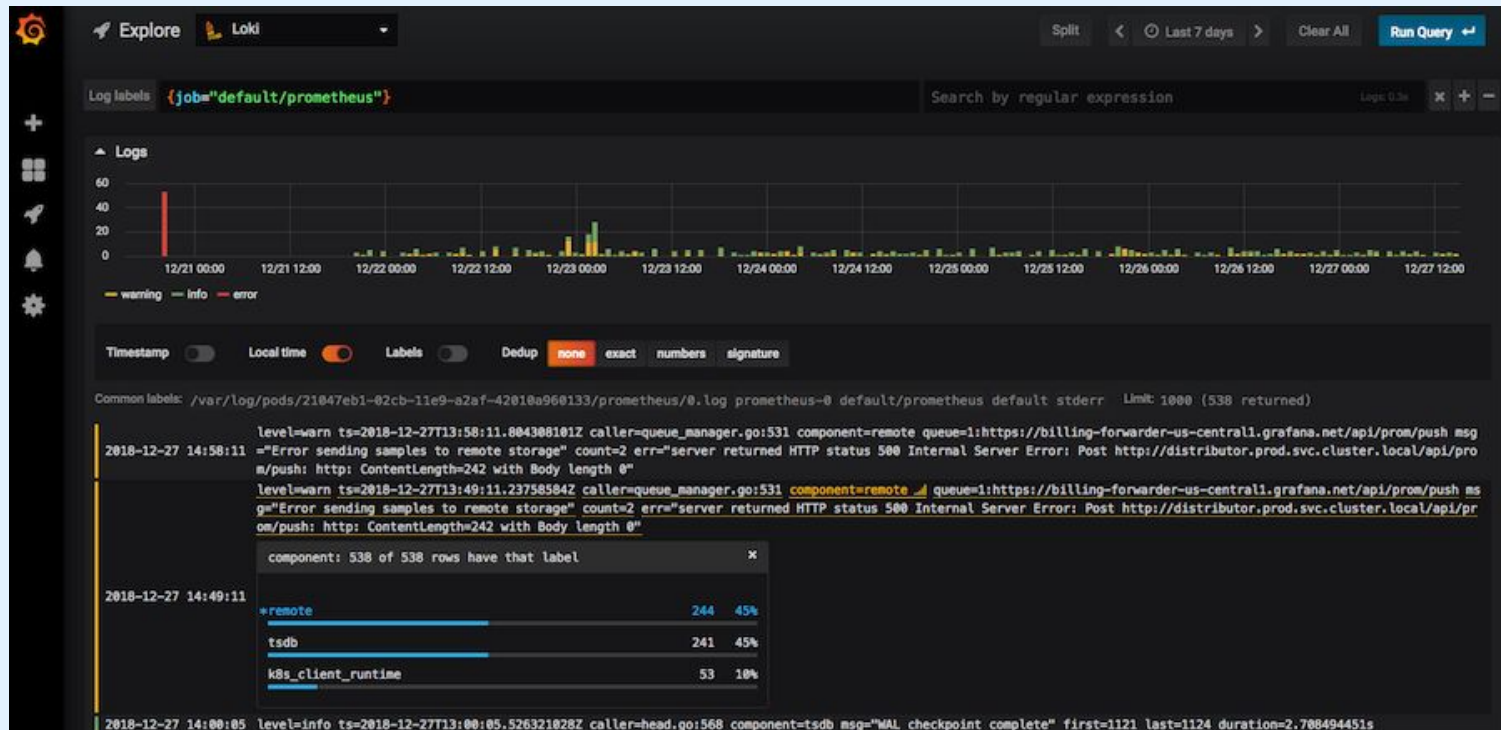 Explore Loki Split Last 7 days Clear All Run Query
Log labels {job="default/prometheus"} Search by regular expression Logs: 0.3s
Logs
60
40
20
0
12/21 00:00 12/21 12:00 12/22 00:00 12/22 12:00 12/23 00:00 12/23 12:00 12/24 00:00 12/24 12:00 12/25 00:00 12/25 12:00 12/26 00:00 12/26 12:00 12/27 00:00 12/27 12:00
warning info error
Timestamp Local time Labels Dedup none exact numbers signature
Common labels: /var/log/pods/21047eb1-02cb-11e9-a2af-42010a960133/prometheus/0.log prometheus-0 default/prometheus default stderr Limit: 1000 (538 returned)
level=warn ts=2018-12-27T13:58:11.804308101Z caller=queue_manager.go:531 component=remote queue=1:https://billing-forwarder-us-central1.grafana.net/api/prom/push msg
2018-12-27 14:58:11 ="Error sending samples to remote storage" count=2 err="server returned HTTP status 500 Internal Server Error: Post http://distributor.prod.svc.cluster.local/api/pro
m/push: http: ContentLength=242 with Body length 0"
level=warn ts=2018-12-27T13:49:11.23758584Z caller=queue_manager.go:531 component=remote queue=1:https://billing-forwarder-us-central1.grafana.net/api/prom/push ms
g="Error sending samples to remote storage" count=2 err="server returned HTTP status 500 Internal Server Error: Post http://distributor.prod.svc.cluster.local/api/pr
om/push: http: ContentLength=242 with Body length 0"
component: 538 of 538 rows have that label ×
2018-12-27 14:49:11
*remote 244 45%
tsdb 241 45%
k8s_client_runtime 53 10%
2018-12-27 14:00:05 level=info ts=2018-12-27T13:00:05.526321028Z caller=head.go:568 component=tsdb msg="WAL checkpoint complete" first=1121 last=1124 duration=2.708494451s